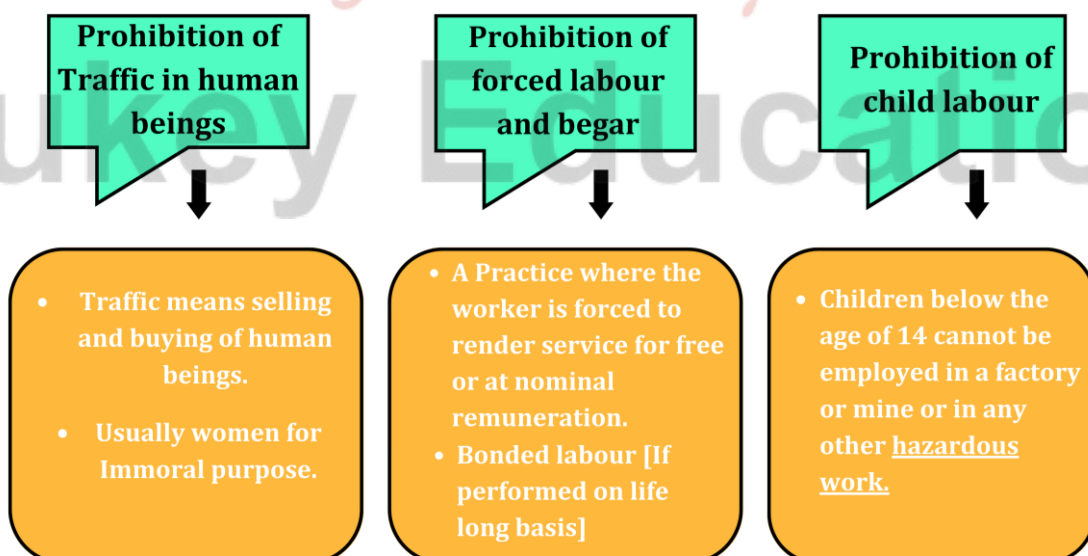 Prohibition of
Traffic in human
beings
Prohibition of
forced labour
and begar
Prohibition of
child labour
ukey Educatio
• Traffic means selling
and buying of human
beings.
• Usually women for
Immoral purpose.
• A Practice where the
worker is forced to
render service for free
or at nominal
remuneration.
• Bonded labour [If
performed on life
long basis]
• Children below the
age of 14 cannot be
employed in a factory
or mine or in any
other hazardous
work.